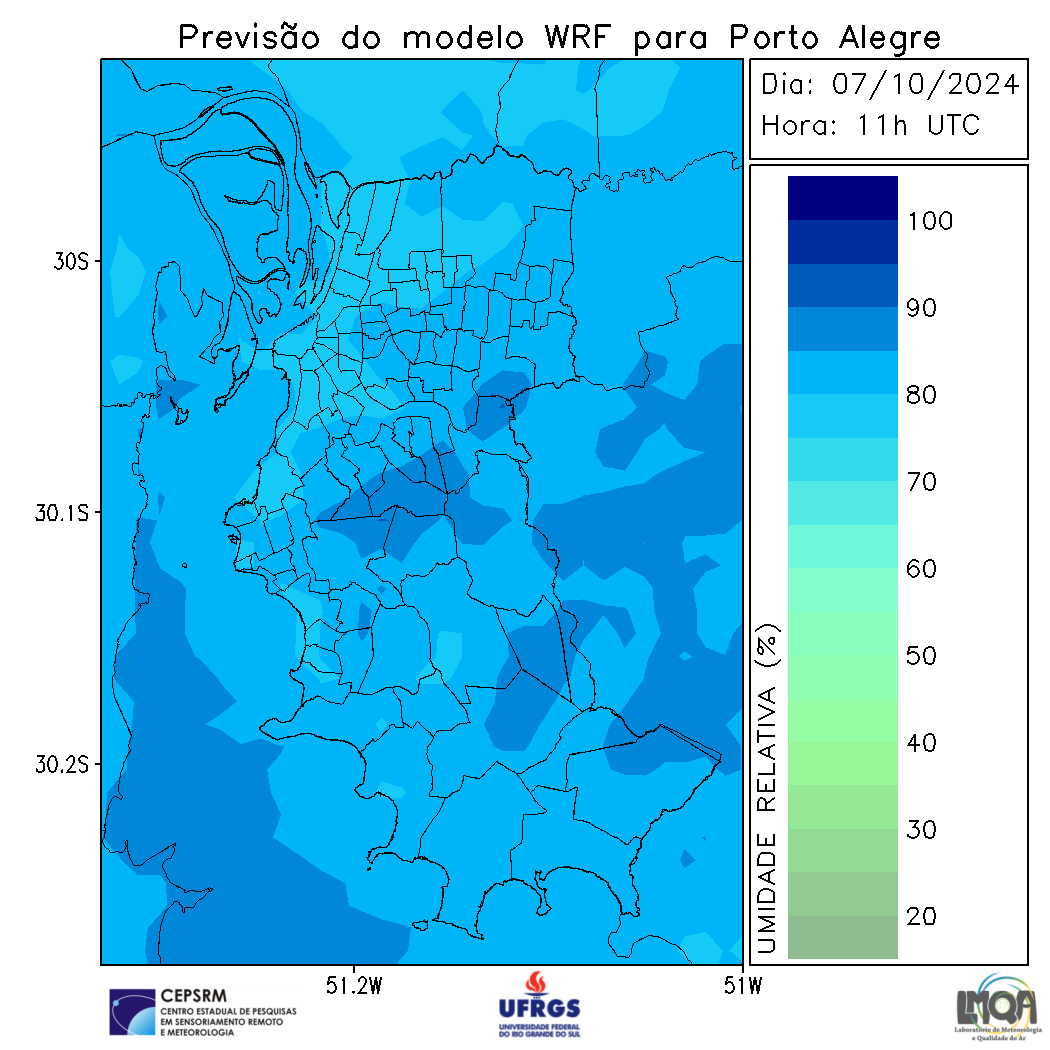 Previsão do modelo WRF para Porto Alegre
Dia: 07/10/2024
Hora: 11h UTC
30S
30.1S
30.2S
51.2W
51W
100
90
80
70
60
50
40
30
20
UMIDADE RELATIVA (%)
CEPSRM
CENTRO ESTADUAL DE PESQUISAS
EM SENSORIAMENTO REMOTO
E METEOROLOGIA
UFRGS
UNIVERSIDADE FEDERAL
DO RIO GRANDE DO SUL
LMQA
Laboratório de Meteorologia
e Qualidade do Ar